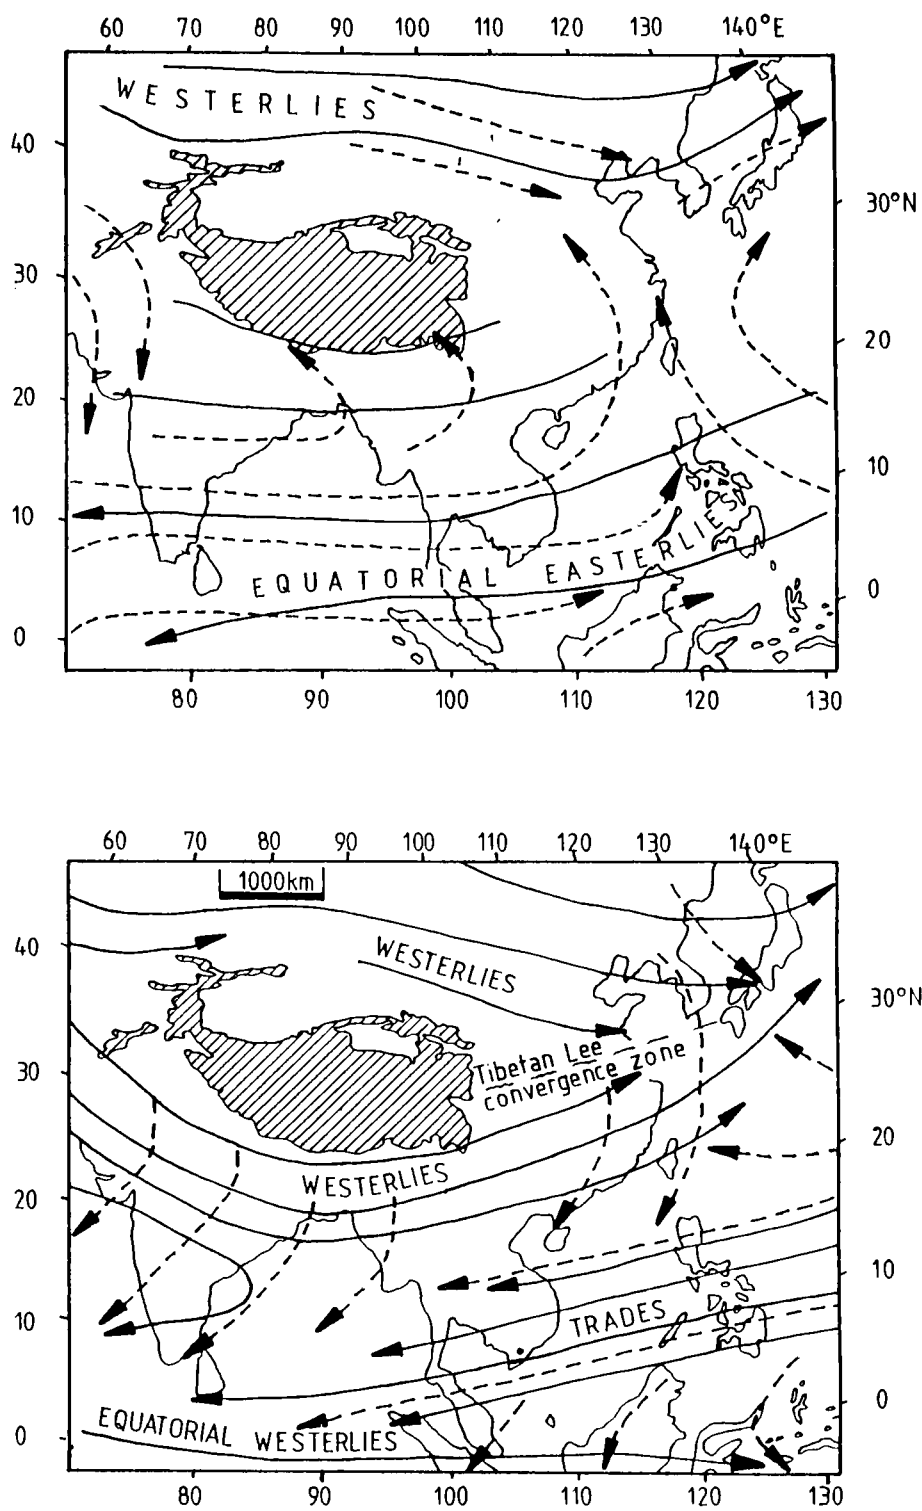 60 70 80 90 100 110 120 130 140°E
WESTERLIES
40
30°N
30
20
20
10
10
EQUATORIAL EASTERLIES
0
0
80 90 100 110 120 130
60 70 80 90 100 110 120 130 140°E
1000km
40
WESTERLIES
30°N
Tibetan Lee
convergence zone
30
20
WESTERLIES
20
10
TRADES
10
0
EQUATORIAL WESTERLIES
0
80 90 100 110 120 130